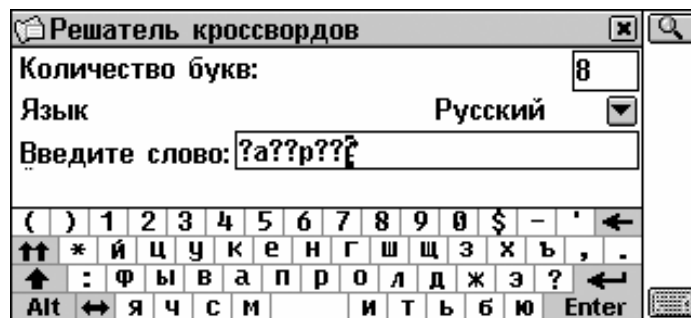 Решатель кроссвордов
Количество букв: 8
Язык Русский
Введите слово: ?а??р??
( ) 1 2 3 4 5 6 7 8 9 0 $ - '
* й ц у к е н г ш щ з х ъ , .
: ф ы в а п р о л д ж э ?
Alt я ч с м и т ь б ю Enter